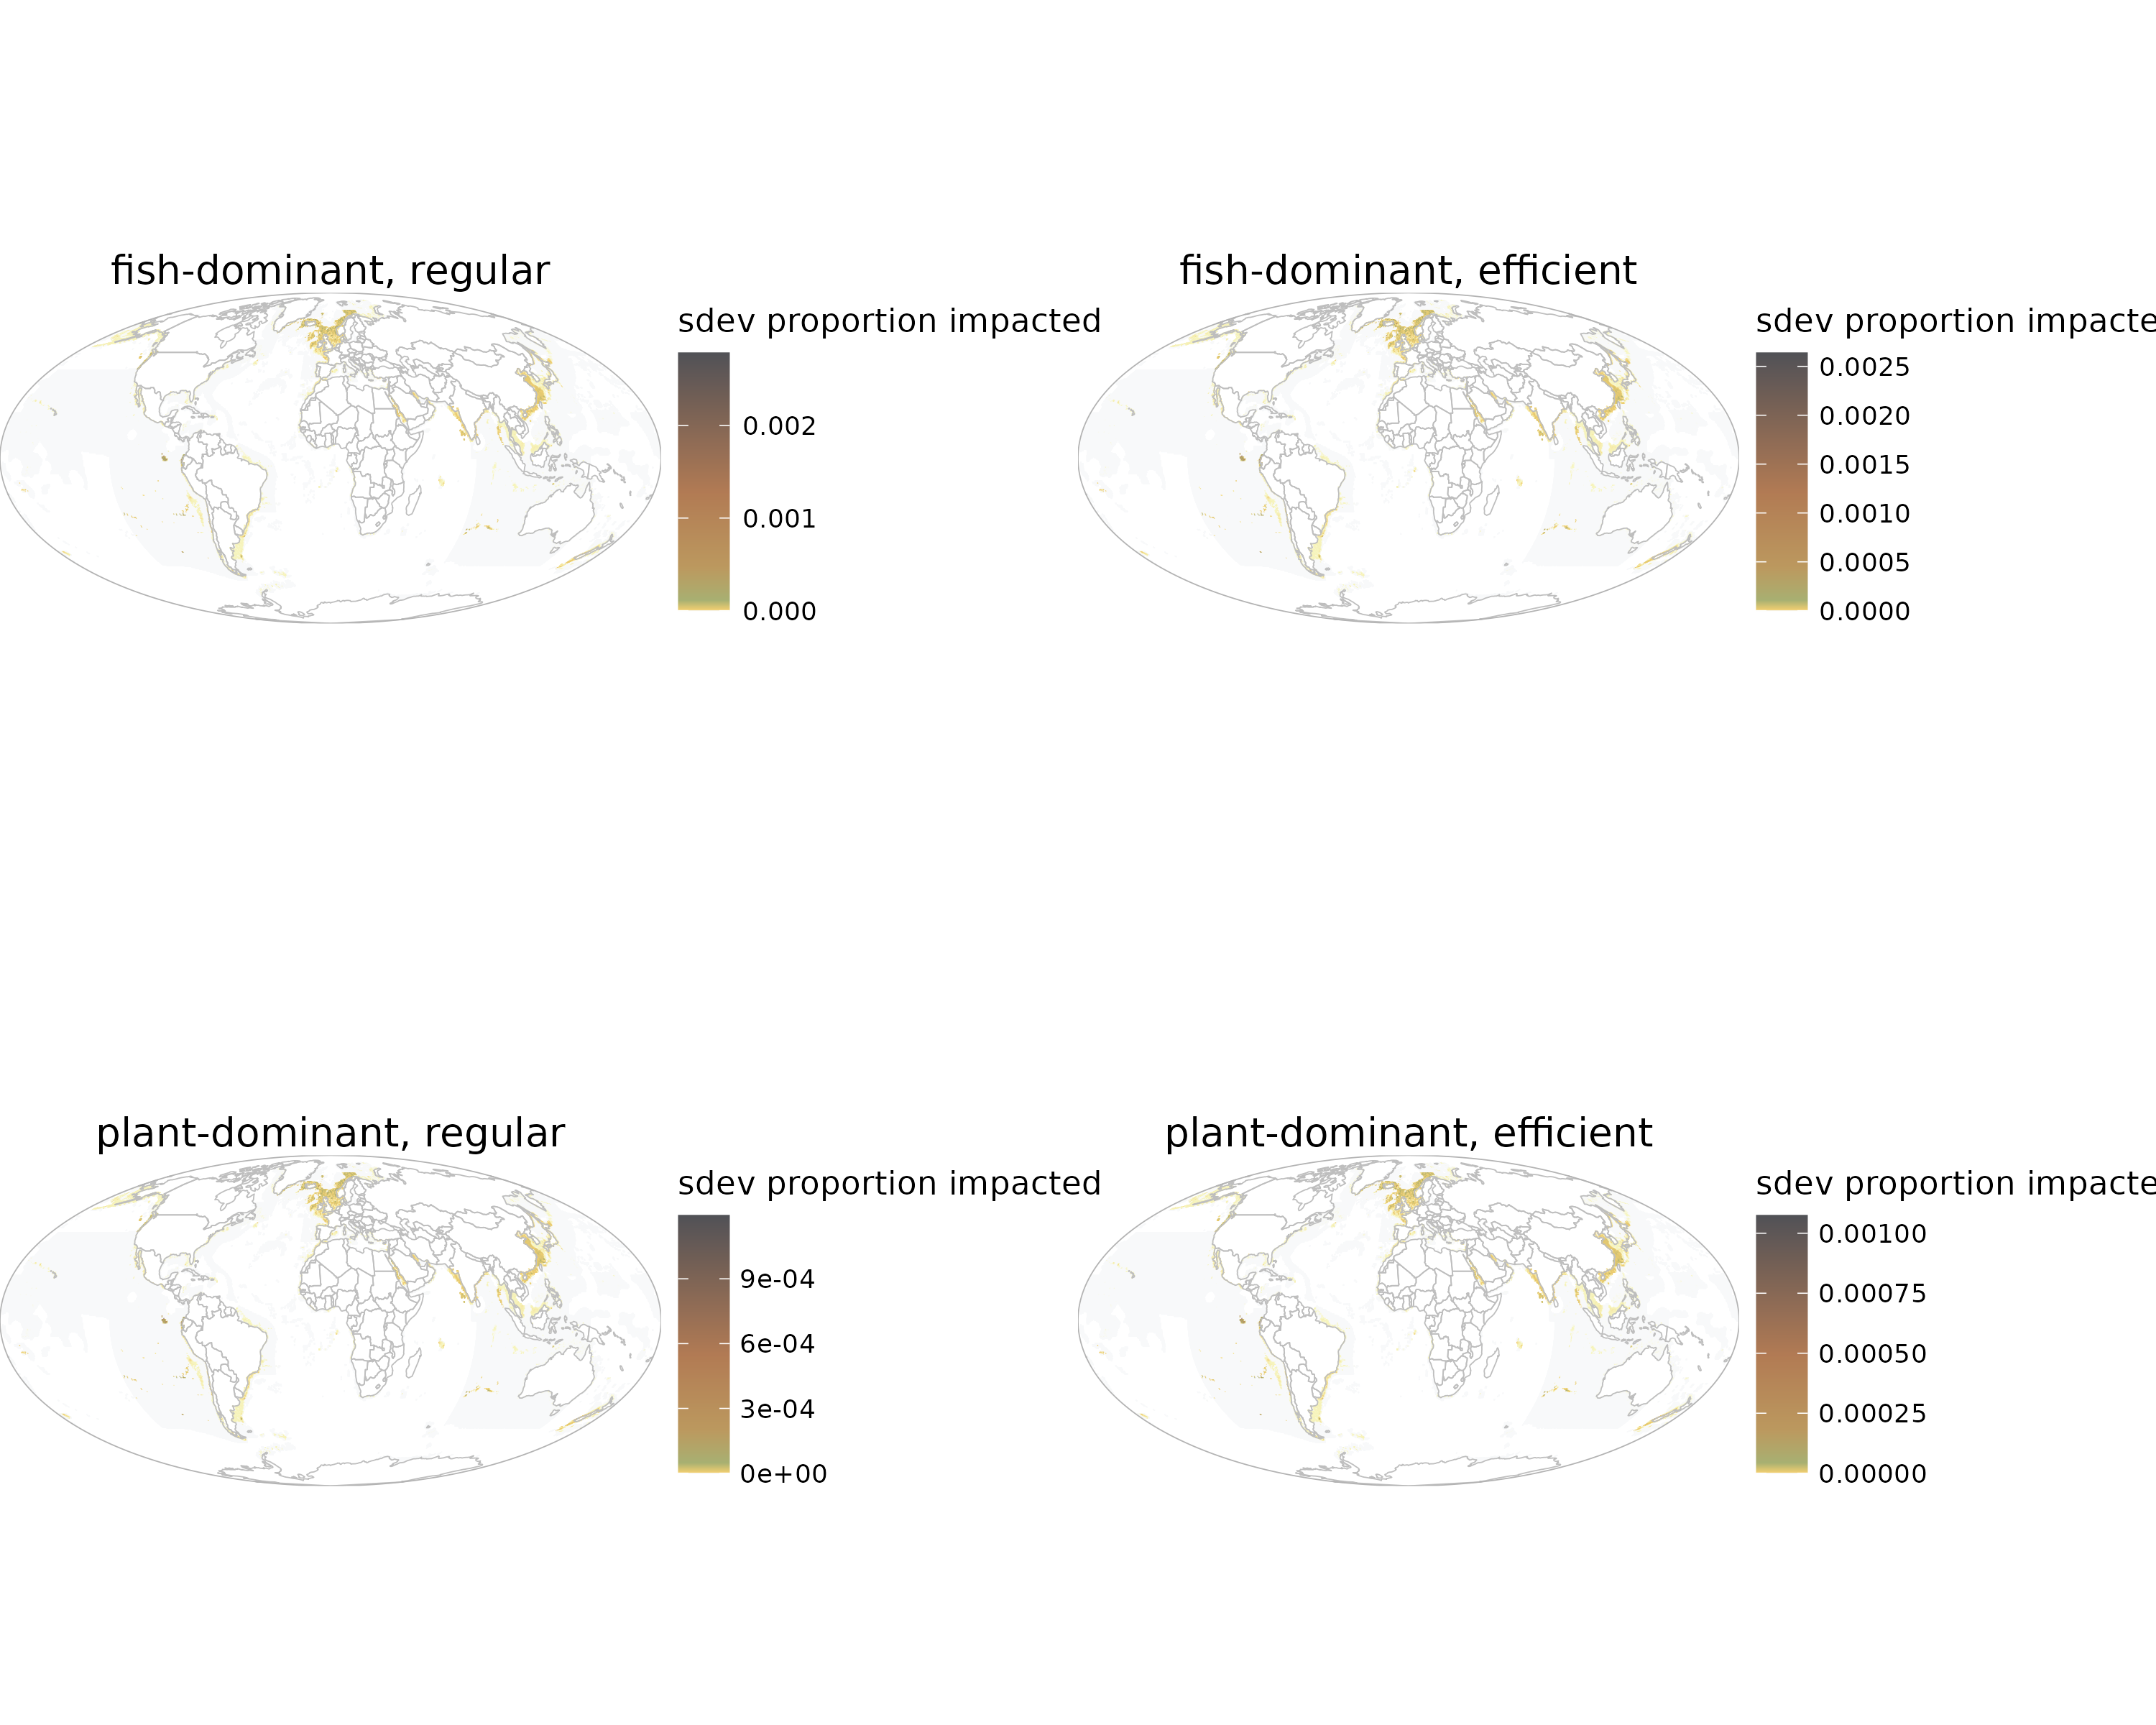 fish-dominant, regular
sdev proportion impacted
0.002
0.001
0.000
fish-dominant, efficient
sdev proportion impacte
0.0025
0.0020
0.0015
0.0010
0.0005
0.0000
plant-dominant, regular
sdev proportion impacted
9e-04
6e-04
3e-04
0e+00
plant-dominant, efficient
sdev proportion impacte
0.00100
0.00075
0.00050
0.00025
0.00000